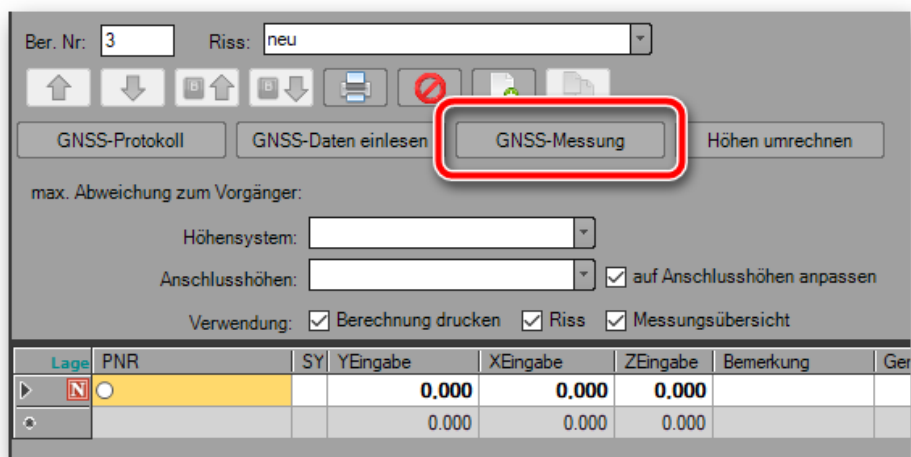 Ber. Nr: 3 Riss: neu
B B
GNSS-Protokoll GNSS-Daten einlesen GNSS-Messung Höhen umrechnen
max. Abweichung zum Vorgänger:
Höhensystem:
Anschlusshöhen: auf Anschlusshöhen anpassen
Verwendung: Berechnung drucken Riss Messungsübersicht
Lage PNR SY YEingabe XEingabe ZEingabe Bemerkung Ger
N 0.000 0.000 0.000
0.000 0.000 0.000